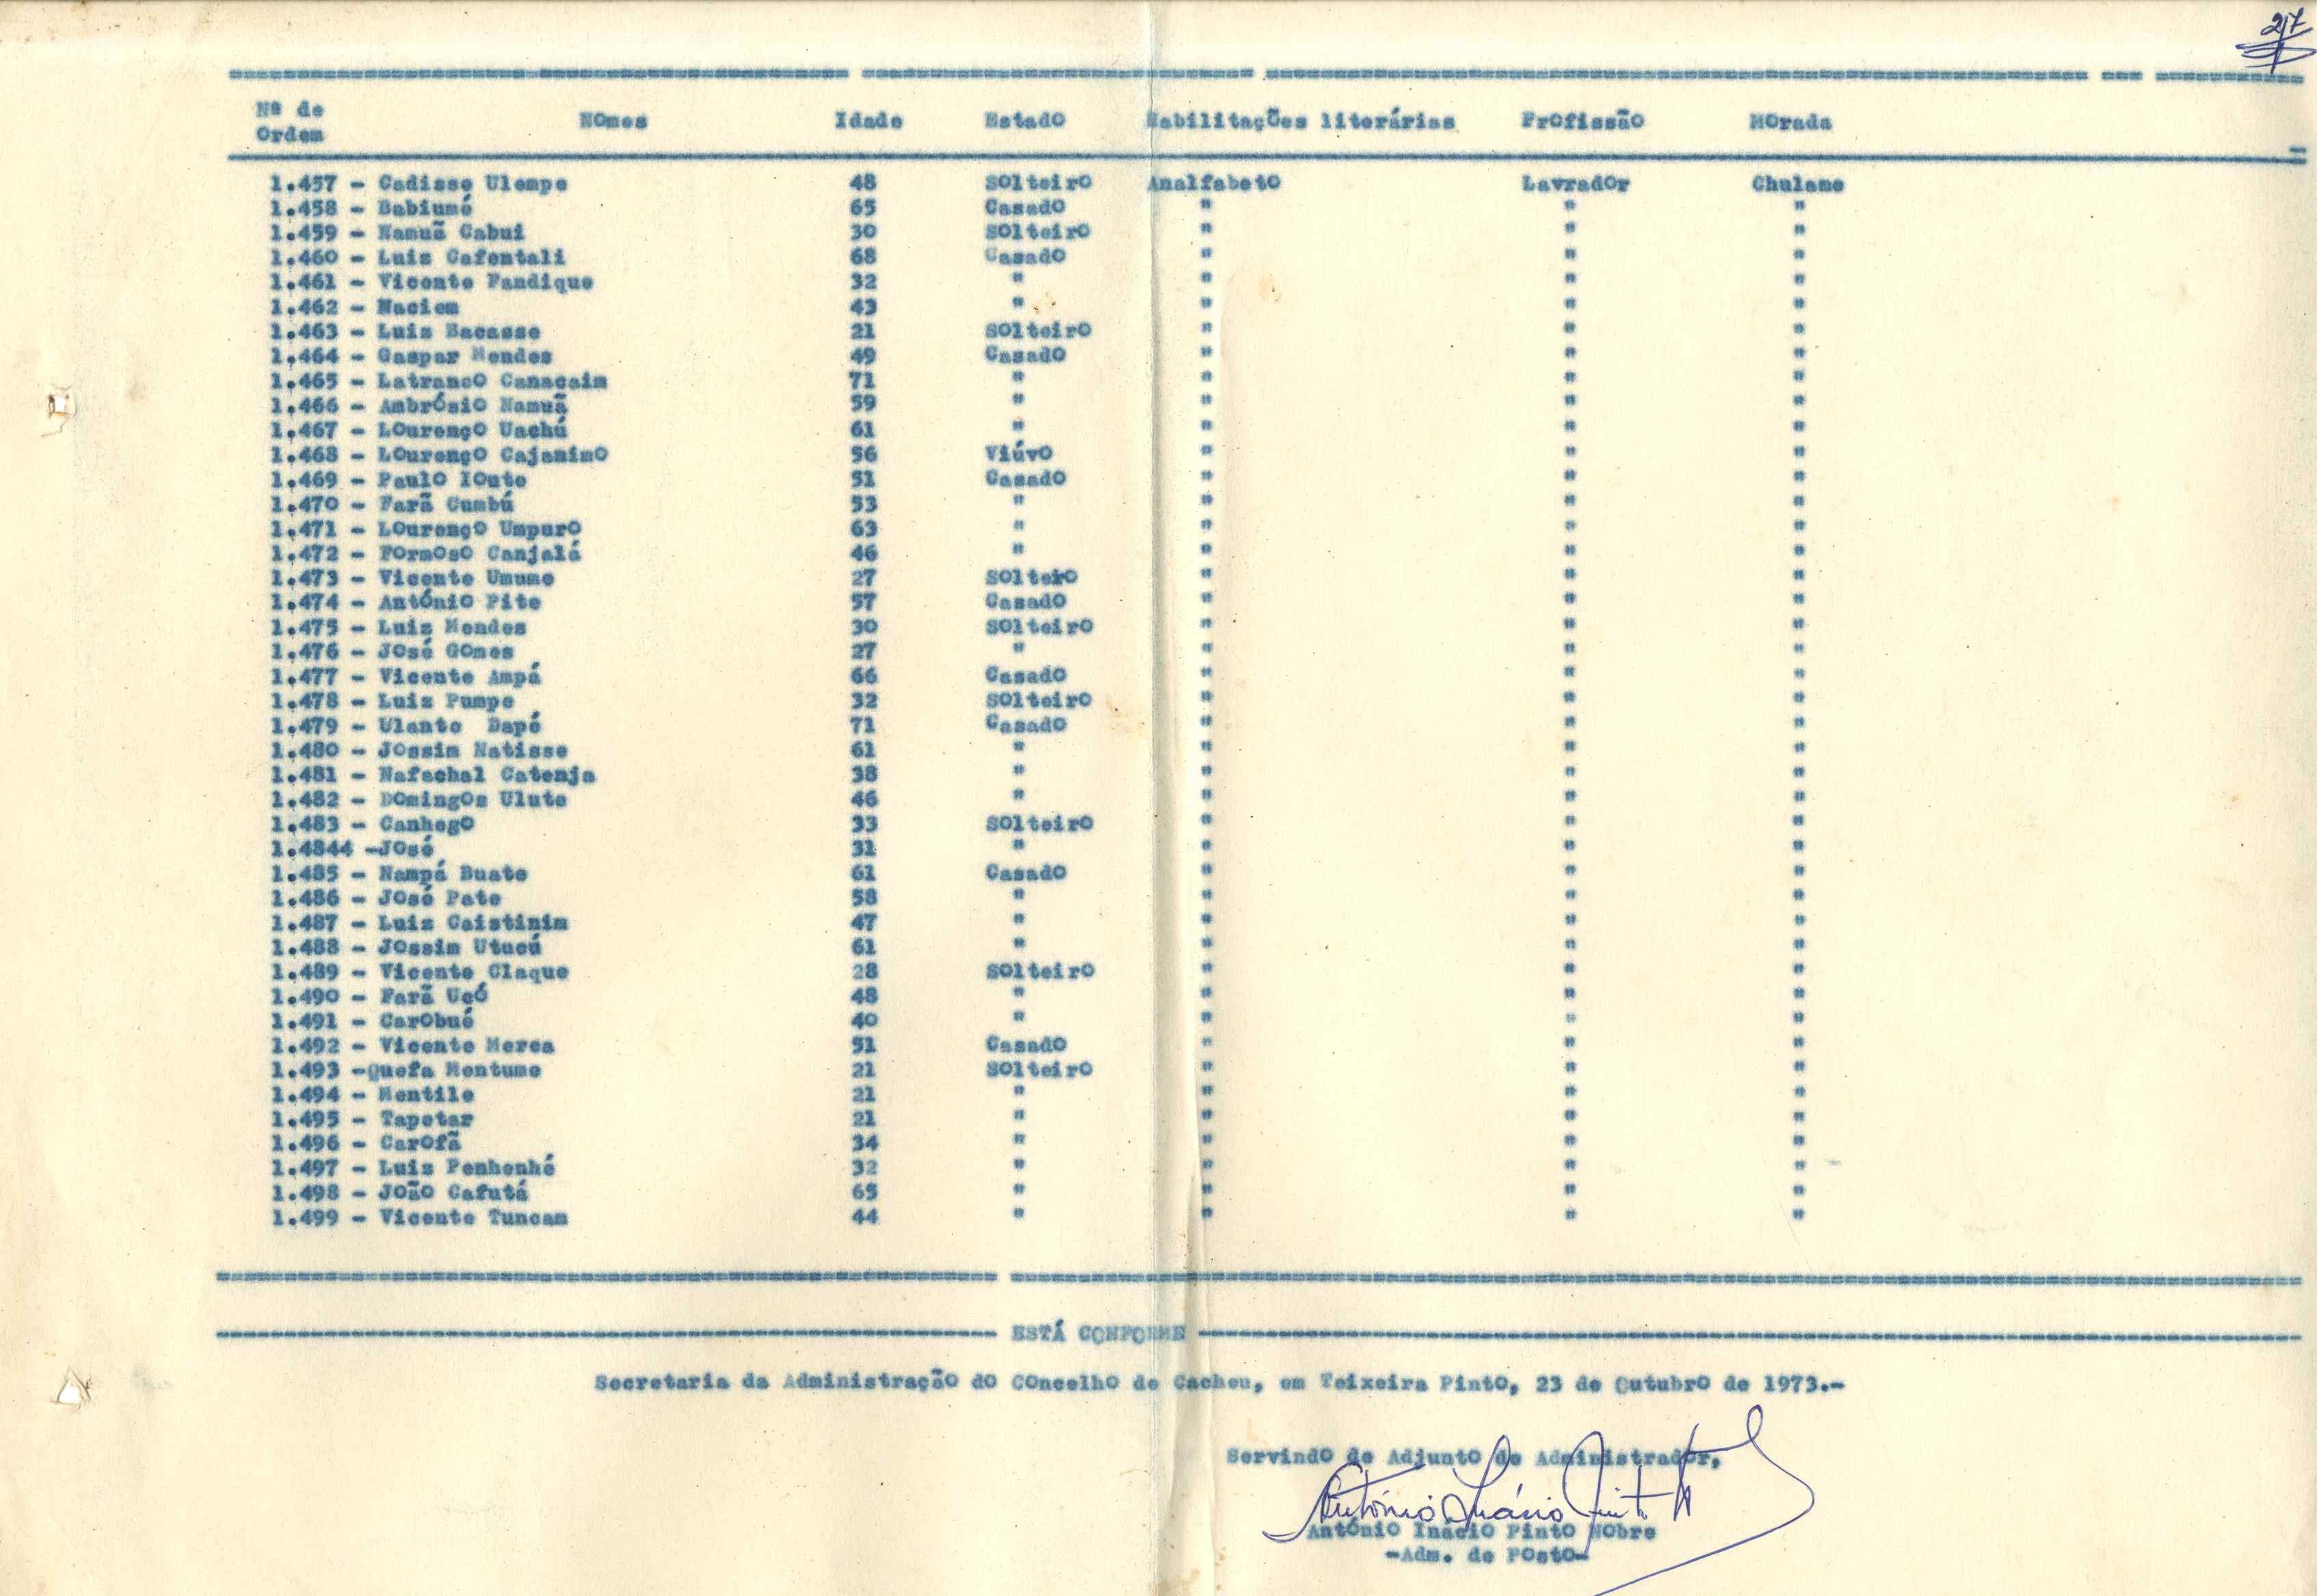 27
Nº de Ordem Nomes Idade Estado Habilitações literárias Profissão Morada
1.457 - Cadisse Ulempe 48 Solteiro Analfabeto Lavrador Chulame
1.458 - Babiumé 65 Casado " " "
1.459 - Namuã Cabui 30 Solteiro " " "
1.460 - Luis Cafentali 68 Casado " " "
1.461 - Vicente Fandique 32 " " " "
1.462 - Naciem 43 " " " "
1.463 - Luis Bacasse 21 Solteiro " " "
1.464 - Gaspar Mendes 49 Casado " " "
1.465 - Latranco Canacaim 71 " " " "
1.466 - Ambrósio Namuã 59 " " " "
1.467 - Lourenço Uachú 61 " " " "
1.468 - Lourenço Cajanimo 56 Viúvo " " "
1.469 - Paulo Ioute 51 Casado " " "
1.470 - Farã Cumbú 53 " " " "
1.471 - Lourenço Umparo 63 " " " "
1.472 - Formoso Canjalá 46 " " " "
1.473 - Vicente Umume 27 Solteio " " "
1.474 - António Pite 57 Casado " " "
1.475 - Luis Mendes 30 Solteiro " " "
1.476 - José Gomes 27 " " " "
1.477 - Vicente Ampá 66 Casado " " "
1.478 - Luis Pumpe 32 Solteiro " " "
1.479 - Ulante Dapé 71 Casado " " "
1.480 - Jossim Natisse 61 " " " "
1.481 - Nafachal Catenja 38 " " " "
1.482 - Domingos Ulute 46 " " " "
1.483 - Canhego 33 Solteiro " " "
1.4844 -José 31 " " " "
1.485 - Nampá Buate 61 Casado " " "
1.486 - José Pate 58 " " " "
1.487 - Luis Caistinim 47 " " " "
1.488 - Jossim Utucú 61 " " " "
1.489 - Vicente Claque 28 Solteiro " " "
1.490 - Farã Ucó 48 " " " "
1.491 - Carobué 40 " " " "
1.492 - Vicente Merca 51 Casado " " "
1.493 -Quefa Mentume 21 Solteiro " " "
1.494 - Mentile 21 " " " "
1.495 - Tapetar 21 " " " "
1.496 - Carofã 34 " " " "
1.497 - Luis Penhenhé 32 " " " "
1.498 - João Cafutá 65 " " " "
1.499 - Vicente Tuncam 44 " " " "
ESTÁ CONFORME
Secretaria da Administração do Concelho de Cacheu, em Teixeira Pinto, 23 de Outubro de 1973.-
Servindo de Adjunto de Administrador,
António Inácio Pinto N
António Inácio Pinto Nobre
-Adm. de Posto-